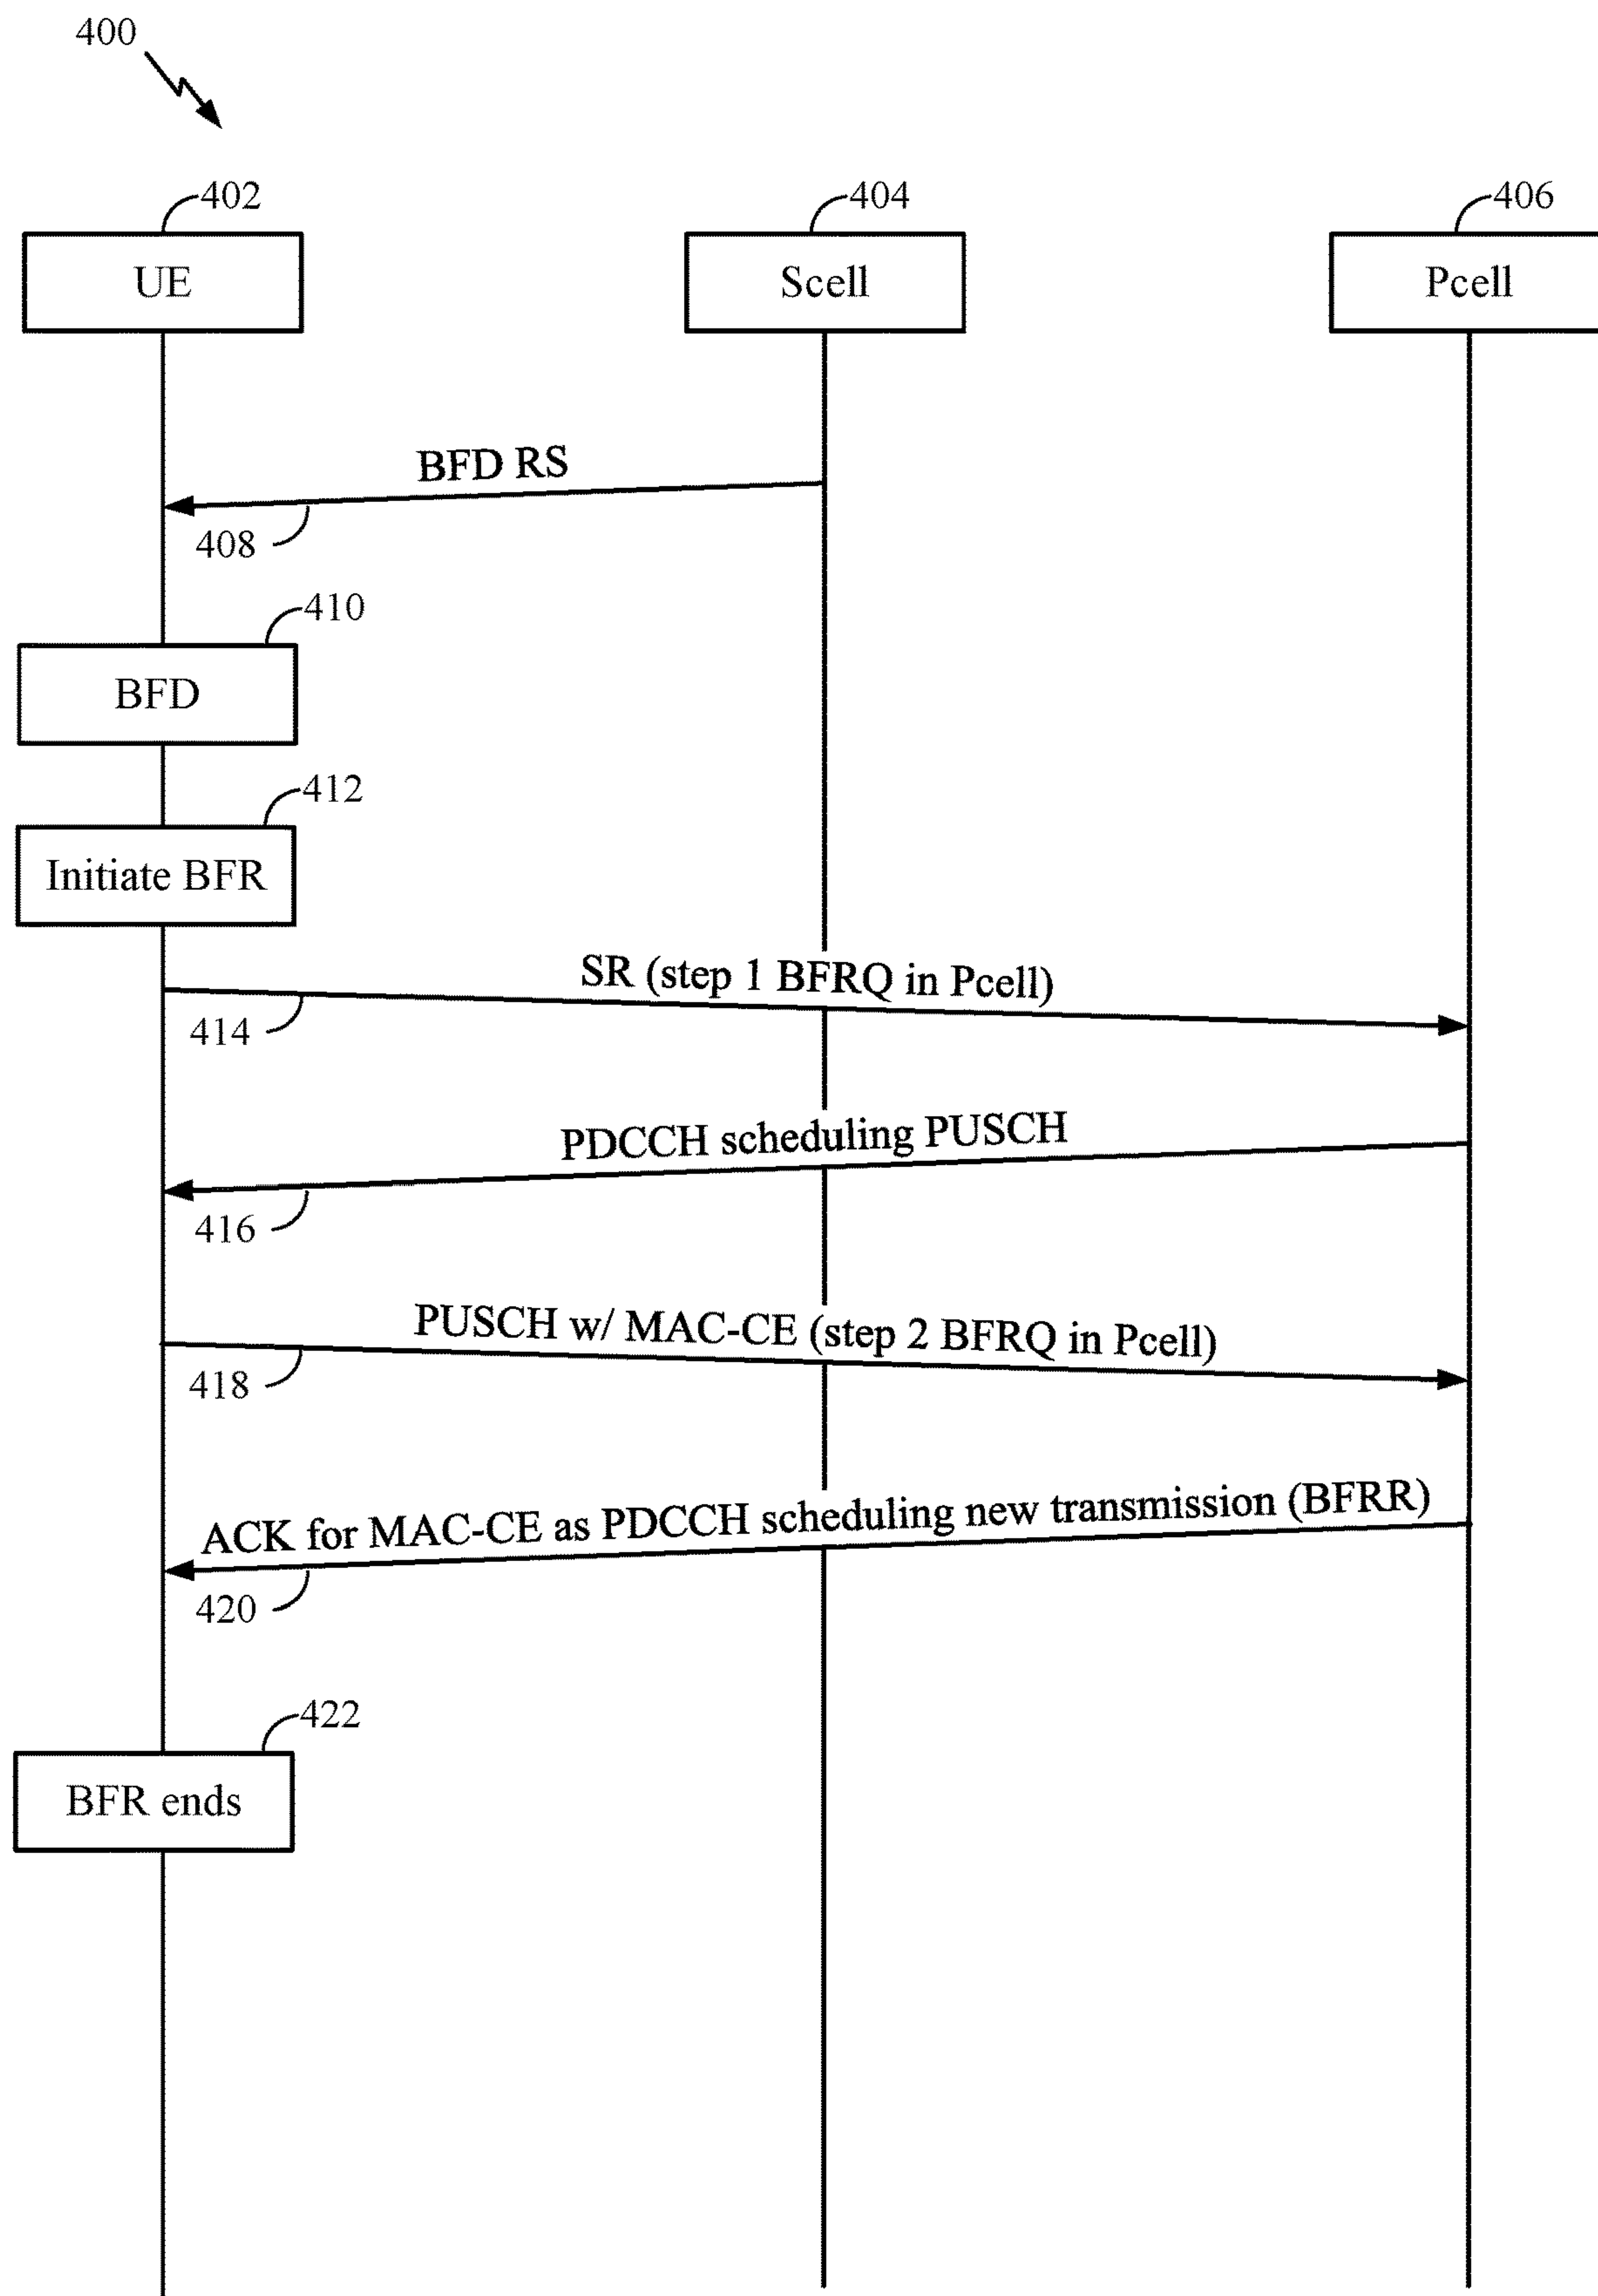 400
402
404
406
UE
Scell
Pcell
BFD RS
408
410
BFD
412
Initiate BFR
SR (step 1 BFRQ in Pcell)
414
PDCCH scheduling PUSCH
416
PUSCH w/ MAC-CE (step 2 BFRQ in Pcell)
418
ACK for MAC-CE as PDCCH scheduling new transmission (BFRR)
420
422
BFR ends